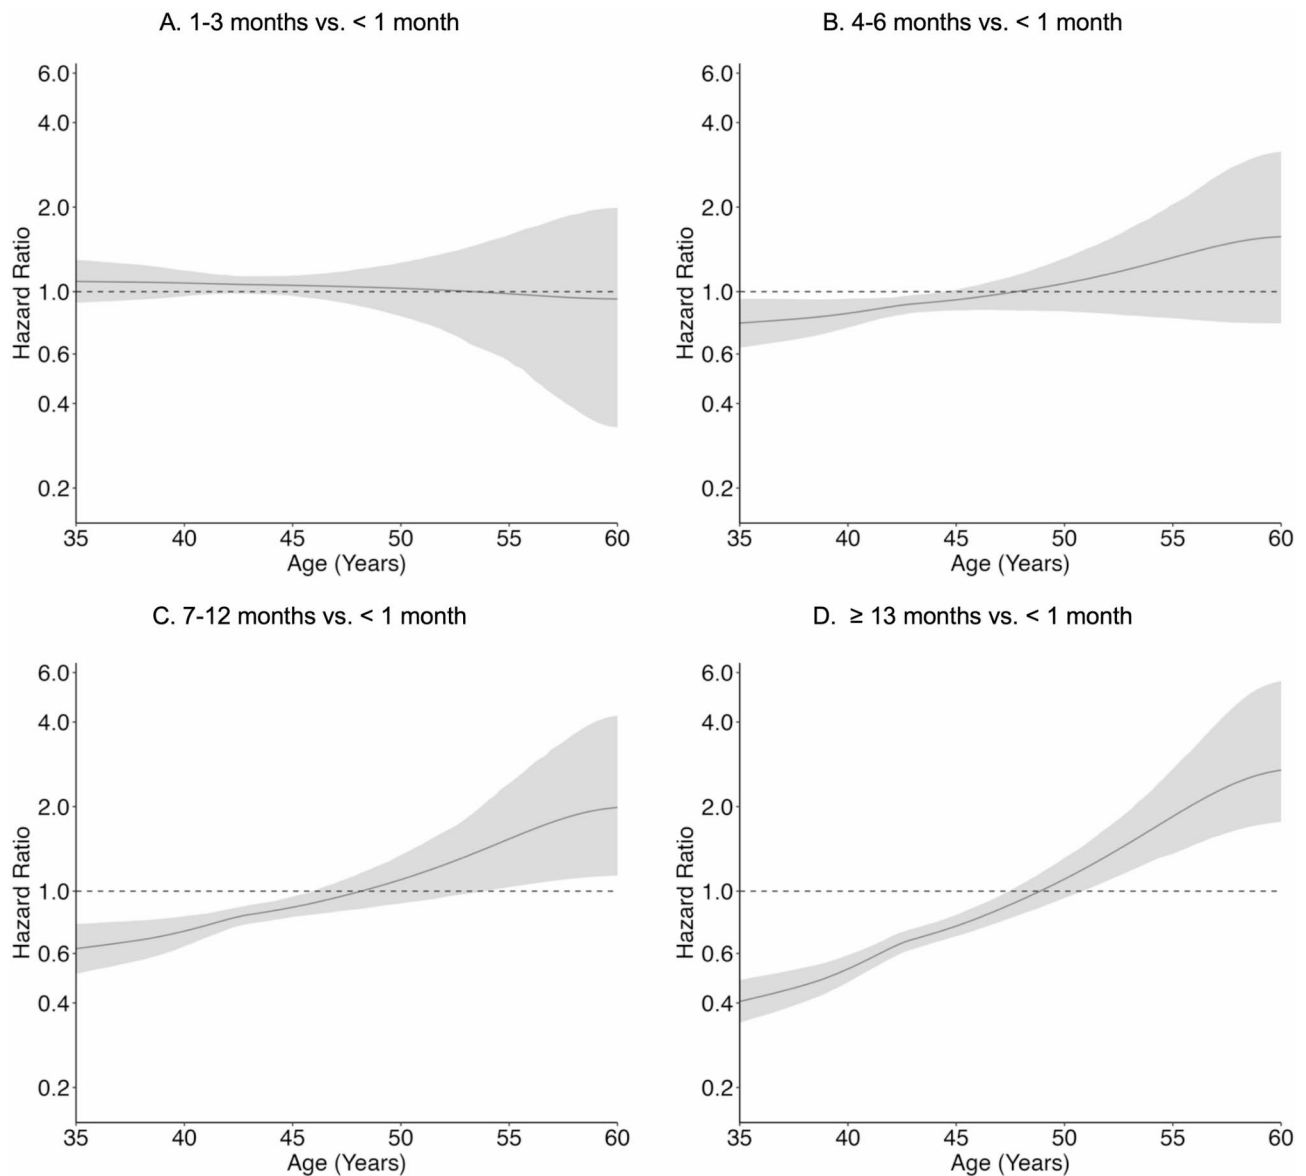 A. 1-3 months vs. < 1 month
B. 4-6 months vs. < 1 month
Hazard Ratio
6.0
4.0
2.0
1.0
0.6
0.4
0.2
35 40 45 50 55 60
Age (Years)
Hazard Ratio
6.0
4.0
2.0
1.0
0.6
0.4
0.2
35 40 45 50 55 60
Age (Years)
C. 7-12 months vs. < 1 month
D. ≥ 13 months vs. < 1 month
Hazard Ratio
6.0
4.0
2.0
1.0
0.6
0.4
0.2
35 40 45 50 55 60
Age (Years)
Hazard Ratio
6.0
4.0
2.0
1.0
0.6
0.4
0.2
35 40 45 50 55 60
Age (Years)